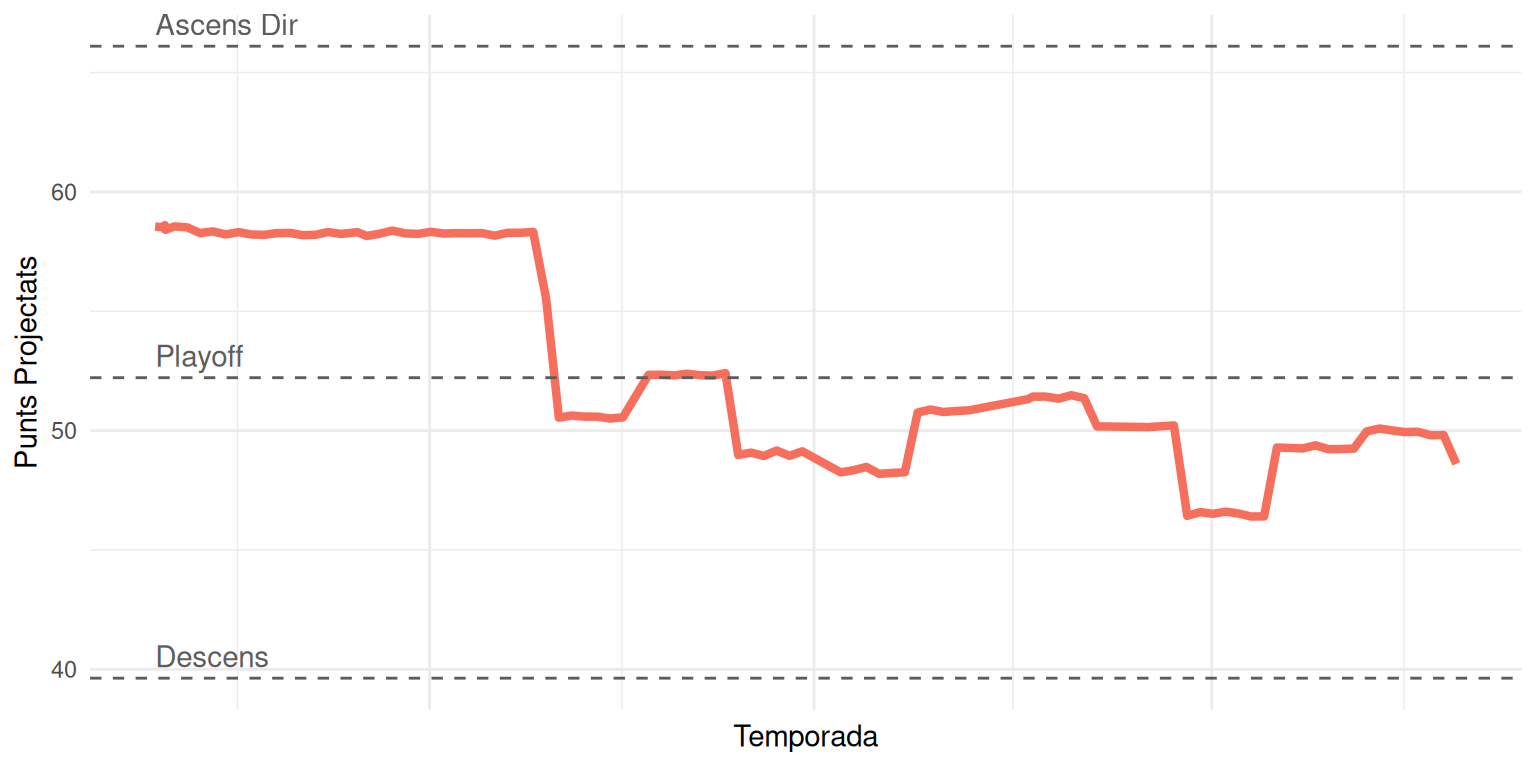 Ascens Dir
60
Playoff
50
Descens
40
Punts Projectats
Temporada